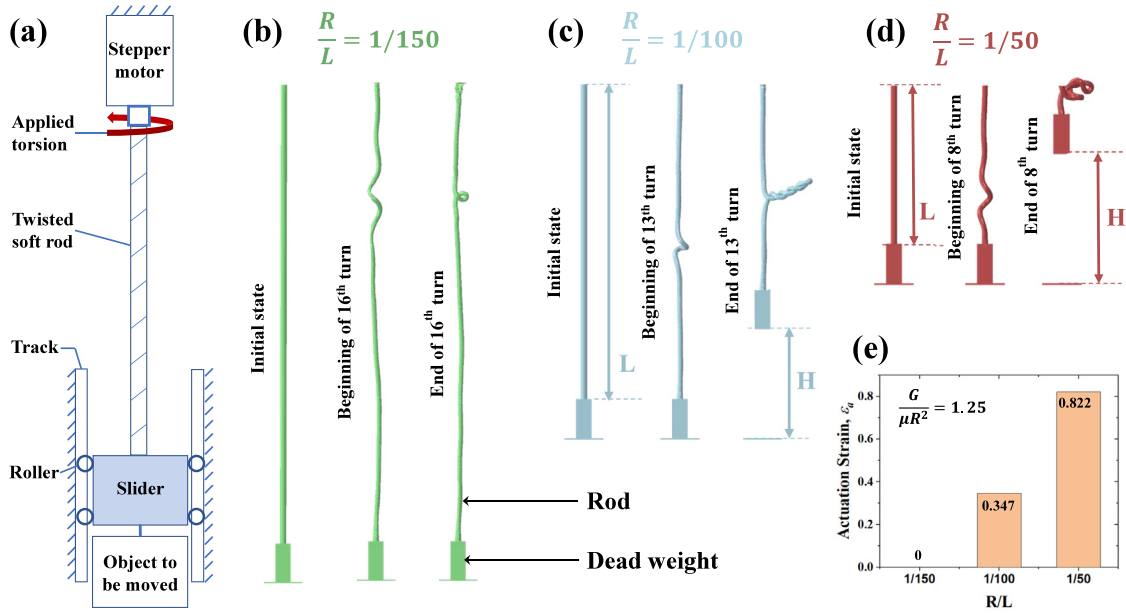 (a)
Stepper
motor
Applied
torsion
Twisted
soft rod
Track
Roller
Slider
Object to
be moved
(b)
R/L = 1/150
Initial state
Beginning of 16th turn
End of 16th turn
Rod
Dead weight
(c)
R/L = 1/100
Initial state
L
Beginning of 13th turn
End of 13th turn
H
(d)
R/L = 1/50
Initial state
L
Beginning of 8th turn
End of 8th turn
H
(e)
G/μR² = 1.25
Actuation Strain, εa
0.8
0.6
0.4
0.2
0.0
0
0.347
0.822
1/150
1/100
1/50
R/L